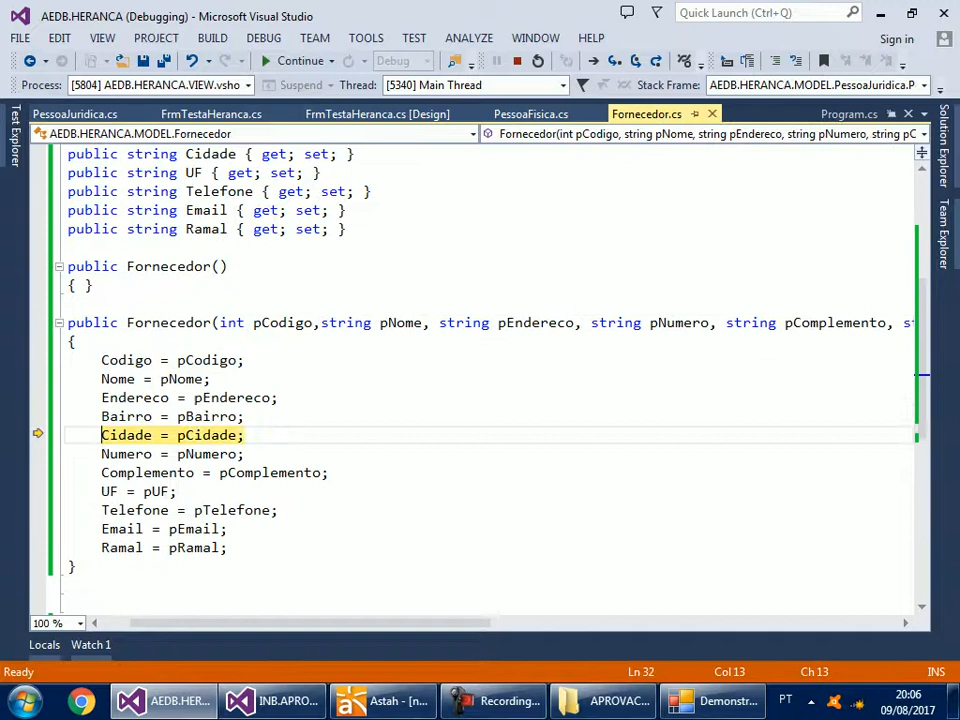 AEDB.HERANCA (Debugging) - Microsoft Visual Studio
Quick Launch (Ctrl+Q)
FILE EDIT VIEW PROJECT BUILD DEBUG TEAM TOOLS TEST ANALYZE WINDOW HELP
Sign in
Continue Debug
Process: [5804] AEDB.HERANCA.VIEW.vsho Suspend Thread: [5340] Main Thread Stack Frame: AEDB.HERANCA.MODEL.PessoaJuridica.P
PessoaJuridica.cs FrmTestaHeranca.cs FrmTestaHeranca.cs [Design] PessoaFisica.cs Fornecedor.cs Program.cs
AEDB.HERANCA.MODEL.Fornecedor Fornecedor(int pCodigo, string pNome, string pEndereco, string pNumero, string pC
Test Explorer
Solution Explorer
Team Explorer
public string Cidade { get; set; }
public string UF { get; set; }
public string Telefone { get; set; }
public string Email { get; set; }
public string Ramal { get; set; }
public Fornecedor()
{ }
public Fornecedor(int pCodigo,string pNome, string pEndereco, string pNumero, string pComplemento, st
{
Codigo = pCodigo;
Nome = pNome;
Endereco = pEndereco;
Bairro = pBairro;
Cidade = pCidade;
Numero = pNumero;
Complemento = pComplemento;
UF = pUF;
Telefone = pTelefone;
Email = pEmail;
Ramal = pRamal;
}
100 %
Locals Watch 1
Ready Ln 32 Col 13 Ch 13 INS
AEDB.HER... INB.APRO... Astah - [n... Recording... APROVAC... Demonstr... PT 20:06
09/08/2017